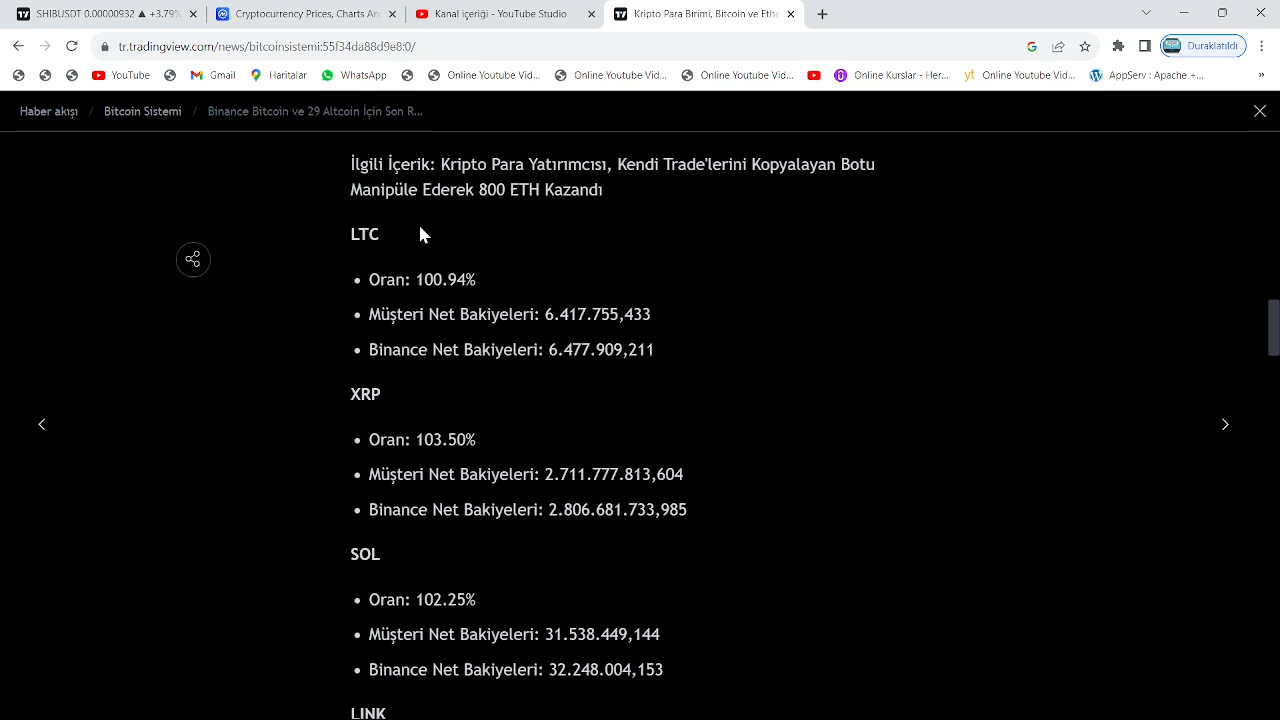 SHIBUSDT 0.00000932 ▲ +3.79%
Cryptocurrency Prices, Charts An
Kanal içeriği - YouTube Studio
Kripto Para Birimi, Bitcoin ve Ethe
tr.tradingview.com/news/bitcoinsistemi:55f34da88d9e8:0/
Duraklatıldı
YouTube
Gmail
Haritalar
WhatsApp
Online Youtube Vid...
Online Youtube Vid...
Online Youtube Vid...
Online Kurslar - Her...
yt Online Youtube Vid...
AppServ : Apache +...
»
Haber akışı / Bitcoin Sistemi / Binance Bitcoin ve 29 Altcoin İçin Son R...
İlgili İçerik: Kripto Para Yatırımcısı, Kendi Trade'lerini Kopyalayan Botu
Manipüle Ederek 800 ETH Kazandı
LTC
• Oran: 100.94%
• Müşteri Net Bakiyeleri: 6.417.755,433
• Binance Net Bakiyeleri: 6.477.909,211
XRP
• Oran: 103.50%
• Müşteri Net Bakiyeleri: 2.711.777.813,604
• Binance Net Bakiyeleri: 2.806.681.733,985
SOL
• Oran: 102.25%
• Müşteri Net Bakiyeleri: 31.538.449,144
• Binance Net Bakiyeleri: 32.248.004,153
LINK